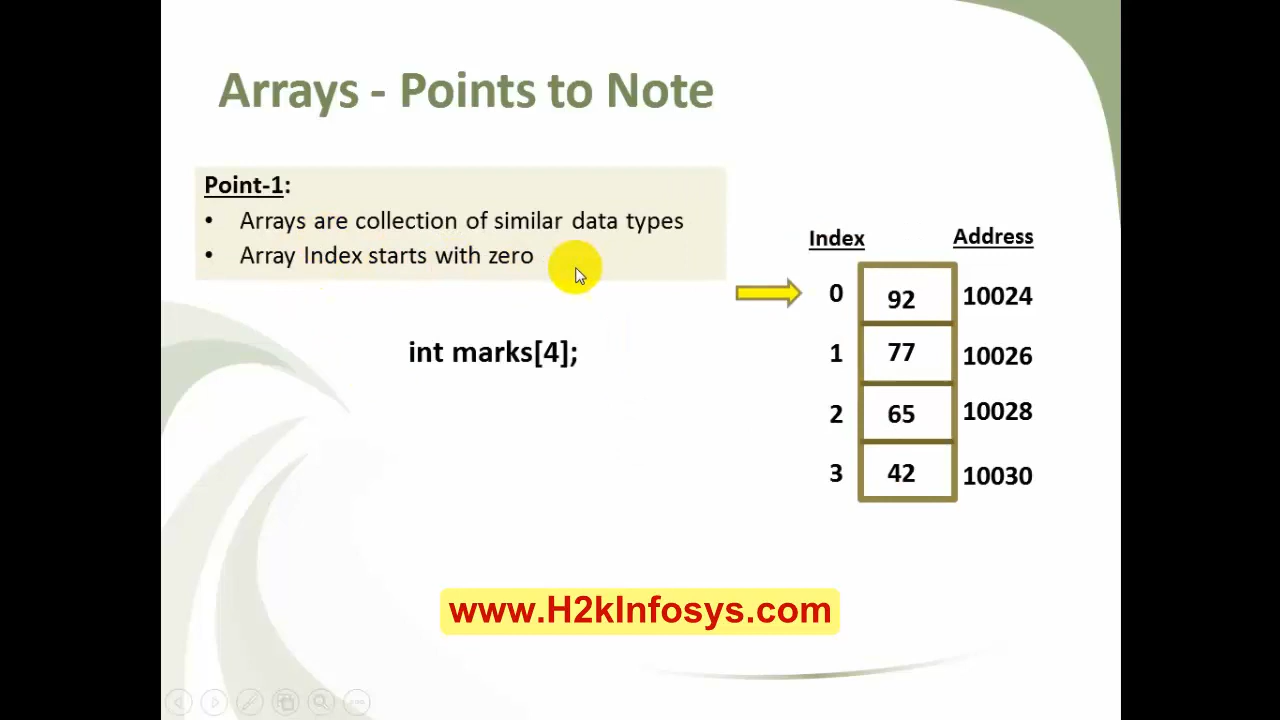 Arrays - Points to Note
Point-1:
• Arrays are collection of similar data types
• Array Index starts with zero
int marks[4];
Index Address
0 92 10024
1 77 10026
2 65 10028
3 42 10030
www.H2kInfosys.com